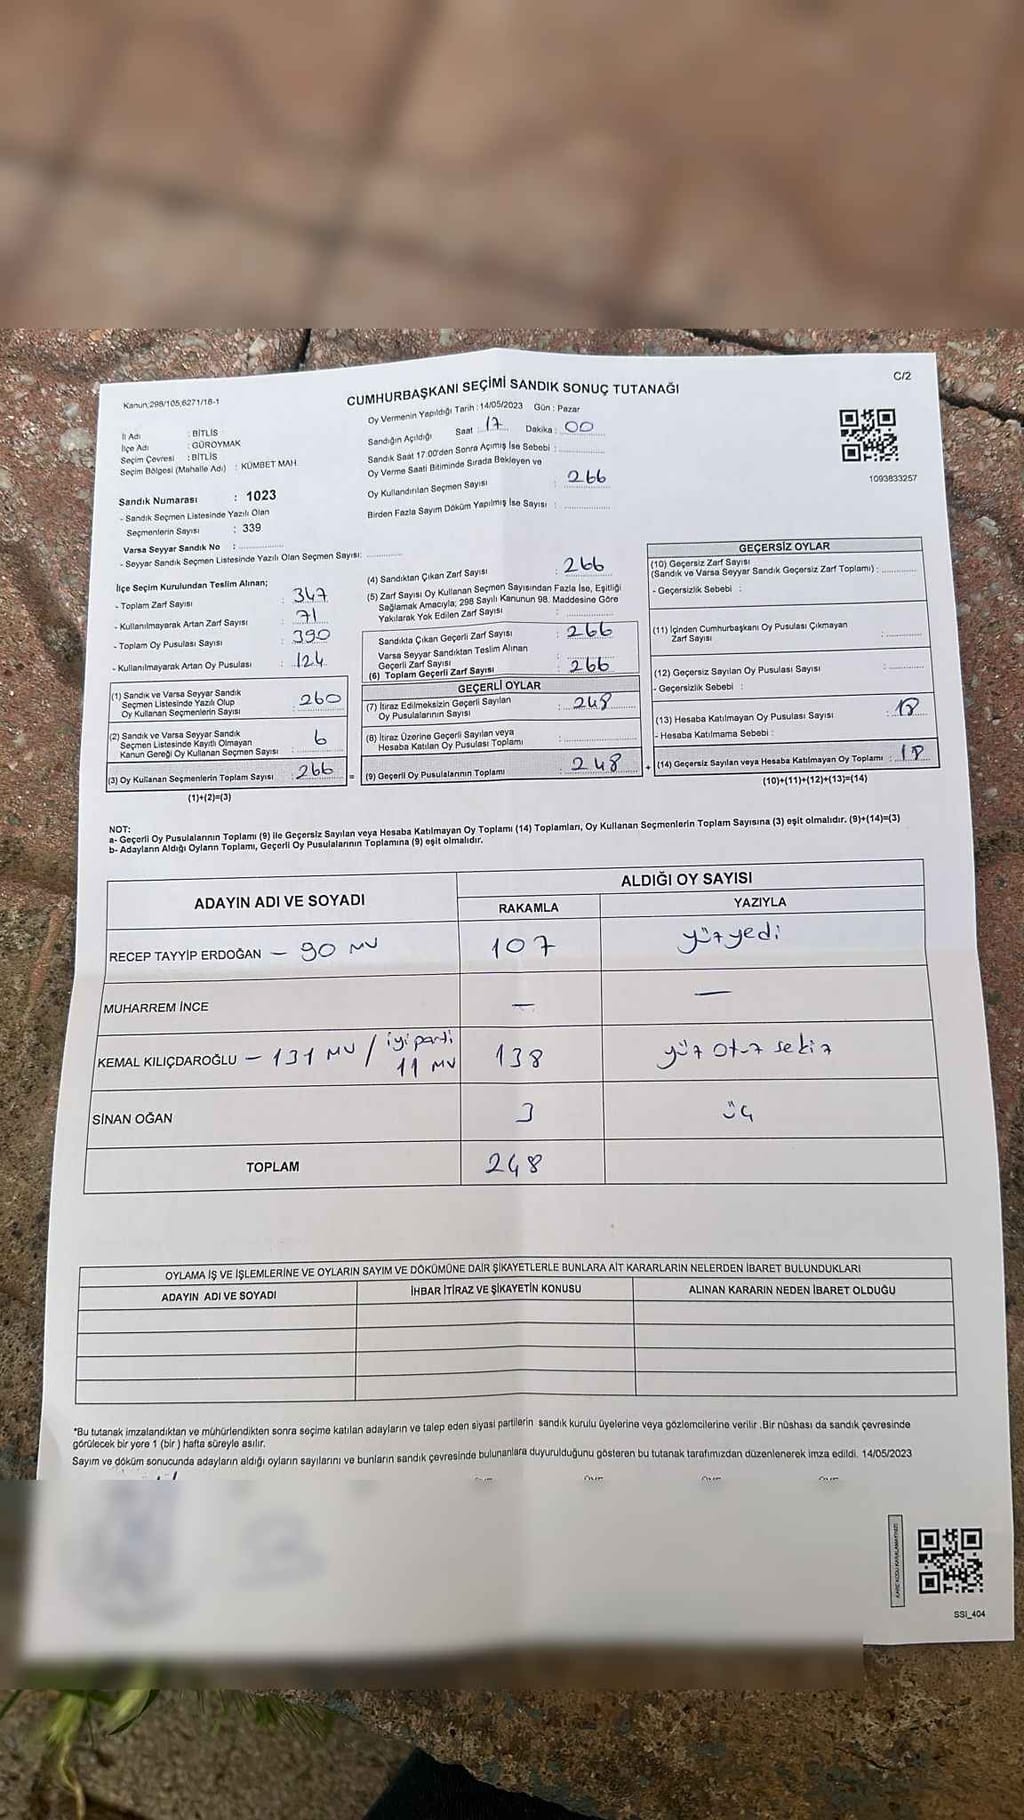 C/2
Kanun:298/105,6271/18-1
CUMHURBAŞKANI SEÇİMİ SANDIK SONUÇ TUTANAĞI
Oy Vermenin Yapıldığı Tarih : 14/05/2023 Gün : Pazar
İl Adı : BİTLİS
İlçe Adı : GÜROYMAK
Seçim Çevresi : BİTLİS
Seçim Bölgesi (Mahalle Adı) : KÜMBET MAH.
Sandığın Açıldığı Saat : 17 Dakika : 00
Sandık Saat 17.00'den Sonra Açılmış İse Sebebi :
Oy Verme Saati Bitiminde Sırada Bekleyen ve
Oy Kullandırılan Seçmen Sayısı : 266
Birden Fazla Sayım Döküm Yapılmış İse Sayısı :
1093833257
Sandık Numarası : 1023
- Sandık Seçmen Listesinde Yazılı Olan
Seçmenlerin Sayısı : 339
Varsa Seyyar Sandık No :
- Seyyar Sandık Seçmen Listesinde Yazılı Olan Seçmen Sayısı:
İlçe Seçim Kurulundan Teslim Alınan;
- Toplam Zarf Sayısı : 347
- Kullanılmayarak Artan Zarf Sayısı : 71
- Toplam Oy Pusulası Sayısı : 390
- Kullanılmayarak Artan Oy Pusulası : 124
(1) Sandık ve Varsa Seyyar Sandık
Seçmen Listesinde Yazılı Olup
Oy Kullanan Seçmenlerin Sayısı : 260
(2) Sandık ve Varsa Seyyar Sandık
Seçmen Listesinde Kayıtlı Olmayan
Kanun Gereği Oy Kullanan Seçmen Sayısı : 6
(3) Oy Kullanan Seçmenlerin Toplam Sayısı : 266 =
(1)+(2)=(3)
(4) Sandıktan Çıkan Zarf Sayısı : 266
(5) Zarf Sayısı Oy Kullanan Seçmen Sayısından Fazla İse, Eşitliği
Sağlamak Amacıyla; 298 Sayılı Kanunun 98. Maddesine Göre
Yakılarak Yok Edilen Zarf Sayısı :
Sandıkta Çıkan Geçerli Zarf Sayısı : 266
Varsa Seyyar Sandıktan Teslim Alınan
Geçerli Zarf Sayısı :
(6) Toplam Geçerli Zarf Sayısı : 266
GEÇERLİ OYLAR
(7) İtiraz Edilmeksizin Geçerli Sayılan
Oy Pusulalarının Sayısı : 248
(8) İtiraz Üzerine Geçerli Sayılan veya
Hesaba Katılan Oy Pusulası Toplamı :
(9) Geçerli Oy Pusulalarının Toplamı : 248 +
GEÇERSİZ OYLAR
(10) Geçersiz Zarf Sayısı
(Sandık ve Varsa Seyyar Sandık Geçersiz Zarf Toplamı) :
- Geçersizlik Sebebi :
(11) İçinden Cumhurbaşkanı Oy Pusulası Çıkmayan
Zarf Sayısı :
(12) Geçersiz Sayılan Oy Pusulası Sayısı :
- Geçersizlik Sebebi :
(13) Hesaba Katılmayan Oy Pusulası Sayısı : 18
- Hesaba Katılmama Sebebi :
(14) Geçersiz Sayılan veya Hesaba Katılmayan Oy Toplamı : 18
(10)+(11)+(12)+(13)=(14)
NOT:
a- Geçerli Oy Pusulalarının Toplamı (9) ile Geçersiz Sayılan veya Hesaba Katılmayan Oy Toplamı (14) Toplamları, Oy Kullanan Seçmenlerin Toplam Sayısına (3) eşit olmalıdır. (9)+(14)=(3)
b- Adayların Aldığı Oyların Toplamı, Geçerli Oy Pusulalarının Toplamına (9) eşit olmalıdır.
ADAYIN ADI VE SOYADI ALDIĞI OY SAYISI
RAKAMLA YAZIYLA
RECEP TAYYİP ERDOĞAN — 90 MV 107 yüz yedi
MUHARREM İNCE — —
KEMAL KILIÇDAROĞLU — 131 MV / iyi parti 11 MV 138 yüz otuz sekiz
SİNAN OĞAN 3 üç
TOPLAM 248
OYLAMA İŞ VE İŞLEMLERİNE VE OYLARIN SAYIM VE DÖKÜMÜNE DAİR ŞİKAYETLERLE BUNLARA AİT KARARLARIN NELERDEN İBARET BULUNDUKLARI
ADAYIN ADI VE SOYADI İHBAR İTİRAZ VE ŞİKAYETİN KONUSU ALINAN KARARIN NEDEN İBARET OLDUĞU
*Bu tutanak imzalandıktan ve mühürlendikten sonra seçime katılan adayların ve talep eden siyasi partilerin sandık kurulu üyelerine veya gözlemcilerine verilir .Bir nüshası da sandık çevresinde
görülecek bir yere 1 (bir ) hafta süreyle asılır.
Sayım ve döküm sonucunda adayların aldığı oyların sayılarını ve bunların sandık çevresinde bulunanlara duyurulduğunu gösteren bu tutanak tarafımızdan düzenlenerek imza edildi. 14/05/2023
SSI_404